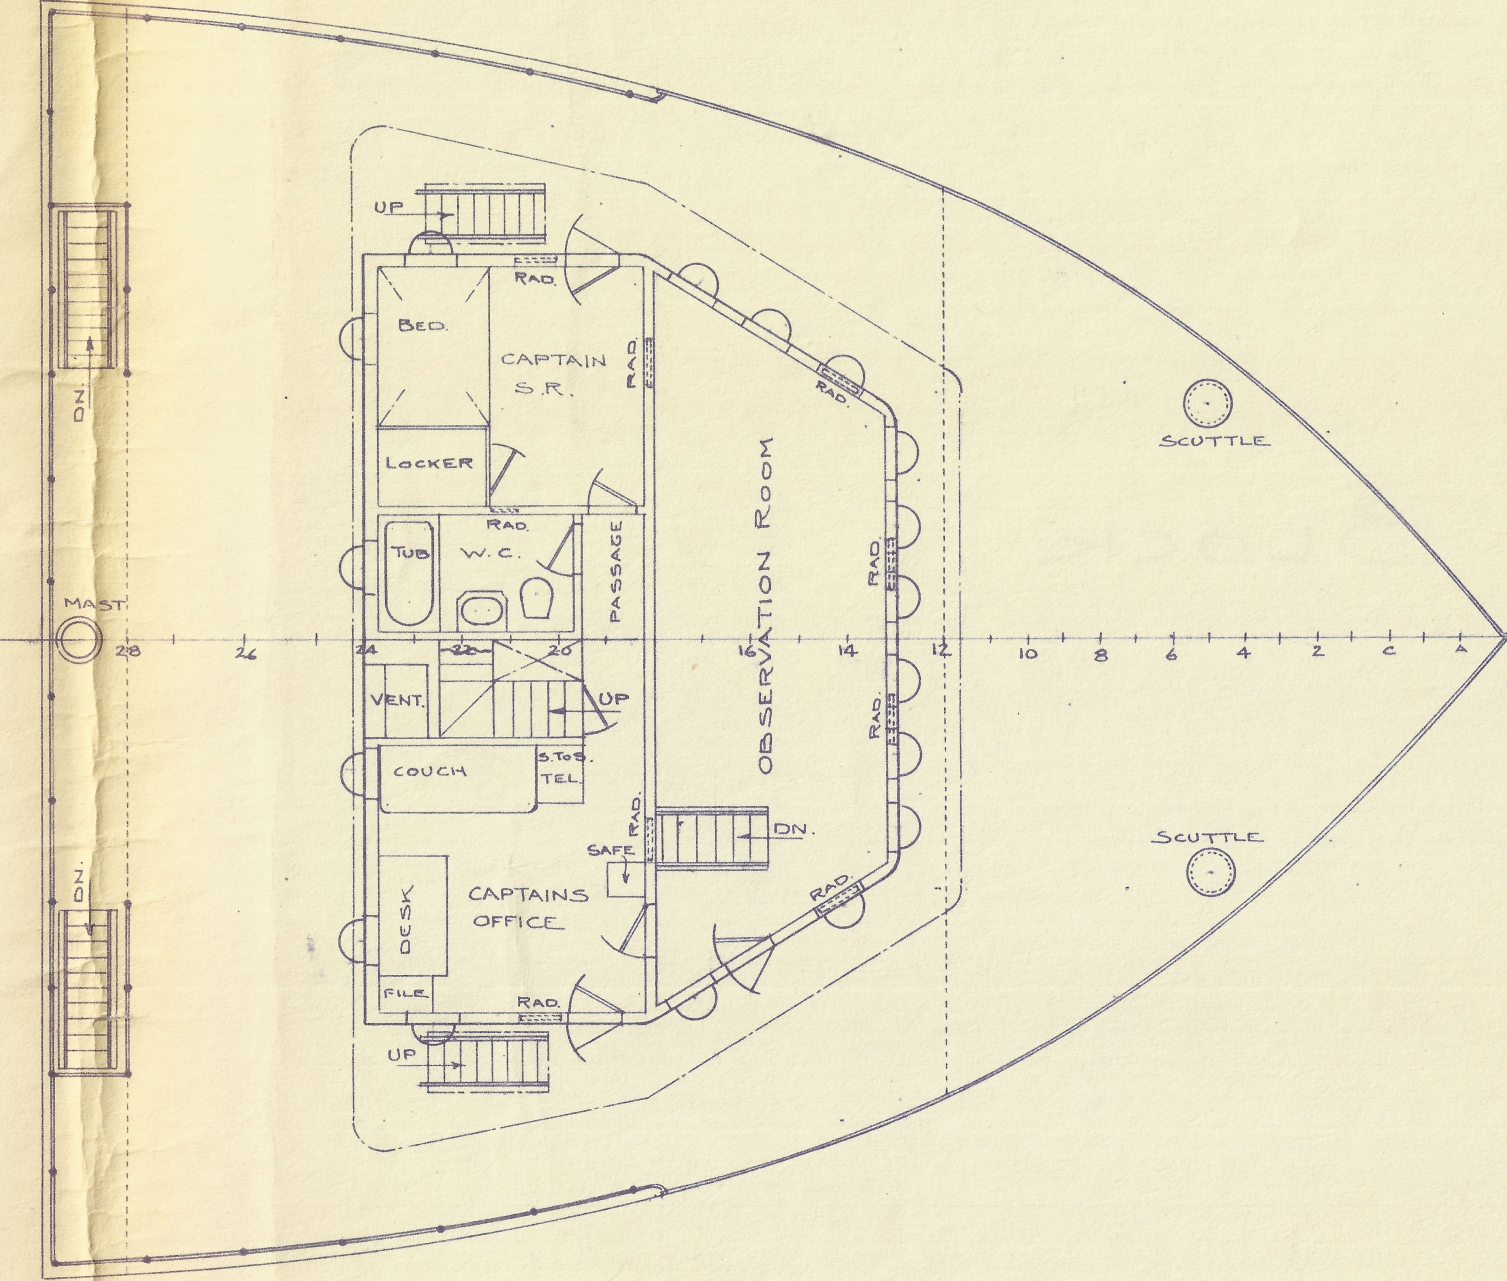 UP
RAD.
BED.
CAPTAIN
S.R.
RAD.
RAD.
DN.
SCUTTLE
LOCKER
OBSERVATION ROOM
RAD.
TUB
W.C.
PASSAGE
RAD.
MAST
28
26
24
22
20
16
14
12
10
8
6
4
2
C
A
VENT.
UP
RAD.
COUCH
S.TO S.
TEL.
RAD.
DN.
SAFE
SCUTTLE
DN.
DESK
CAPTAINS
OFFICE
RAD.
FILE
RAD.
UP